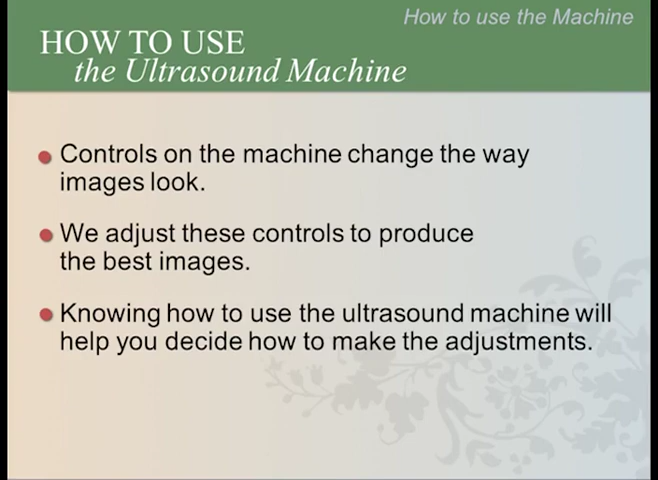 How to use the Machine
HOW TO USE
the Ultrasound Machine
Controls on the machine change the way
images look.
We adjust these controls to produce
the best images.
Knowing how to use the ultrasound machine will
help you decide how to make the adjustments.